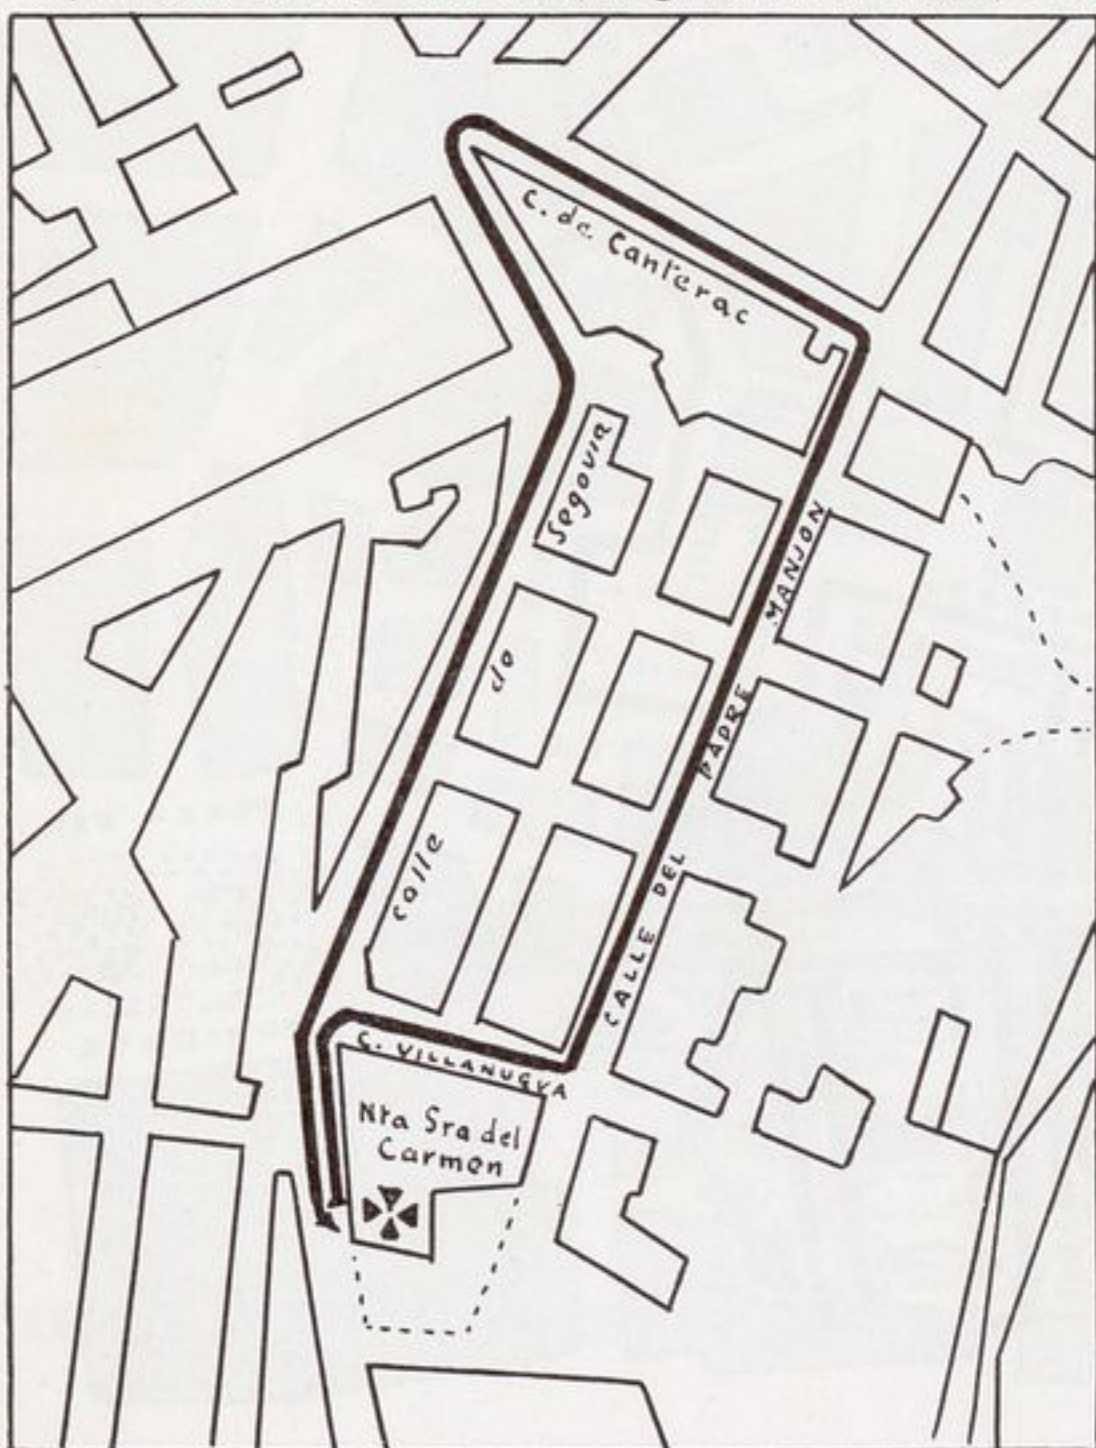 C. de Canterac
calle de Segovia
CALLE DEL PADRE MANJON
C. VILLANUEVA
Nta Sra del
Carmen